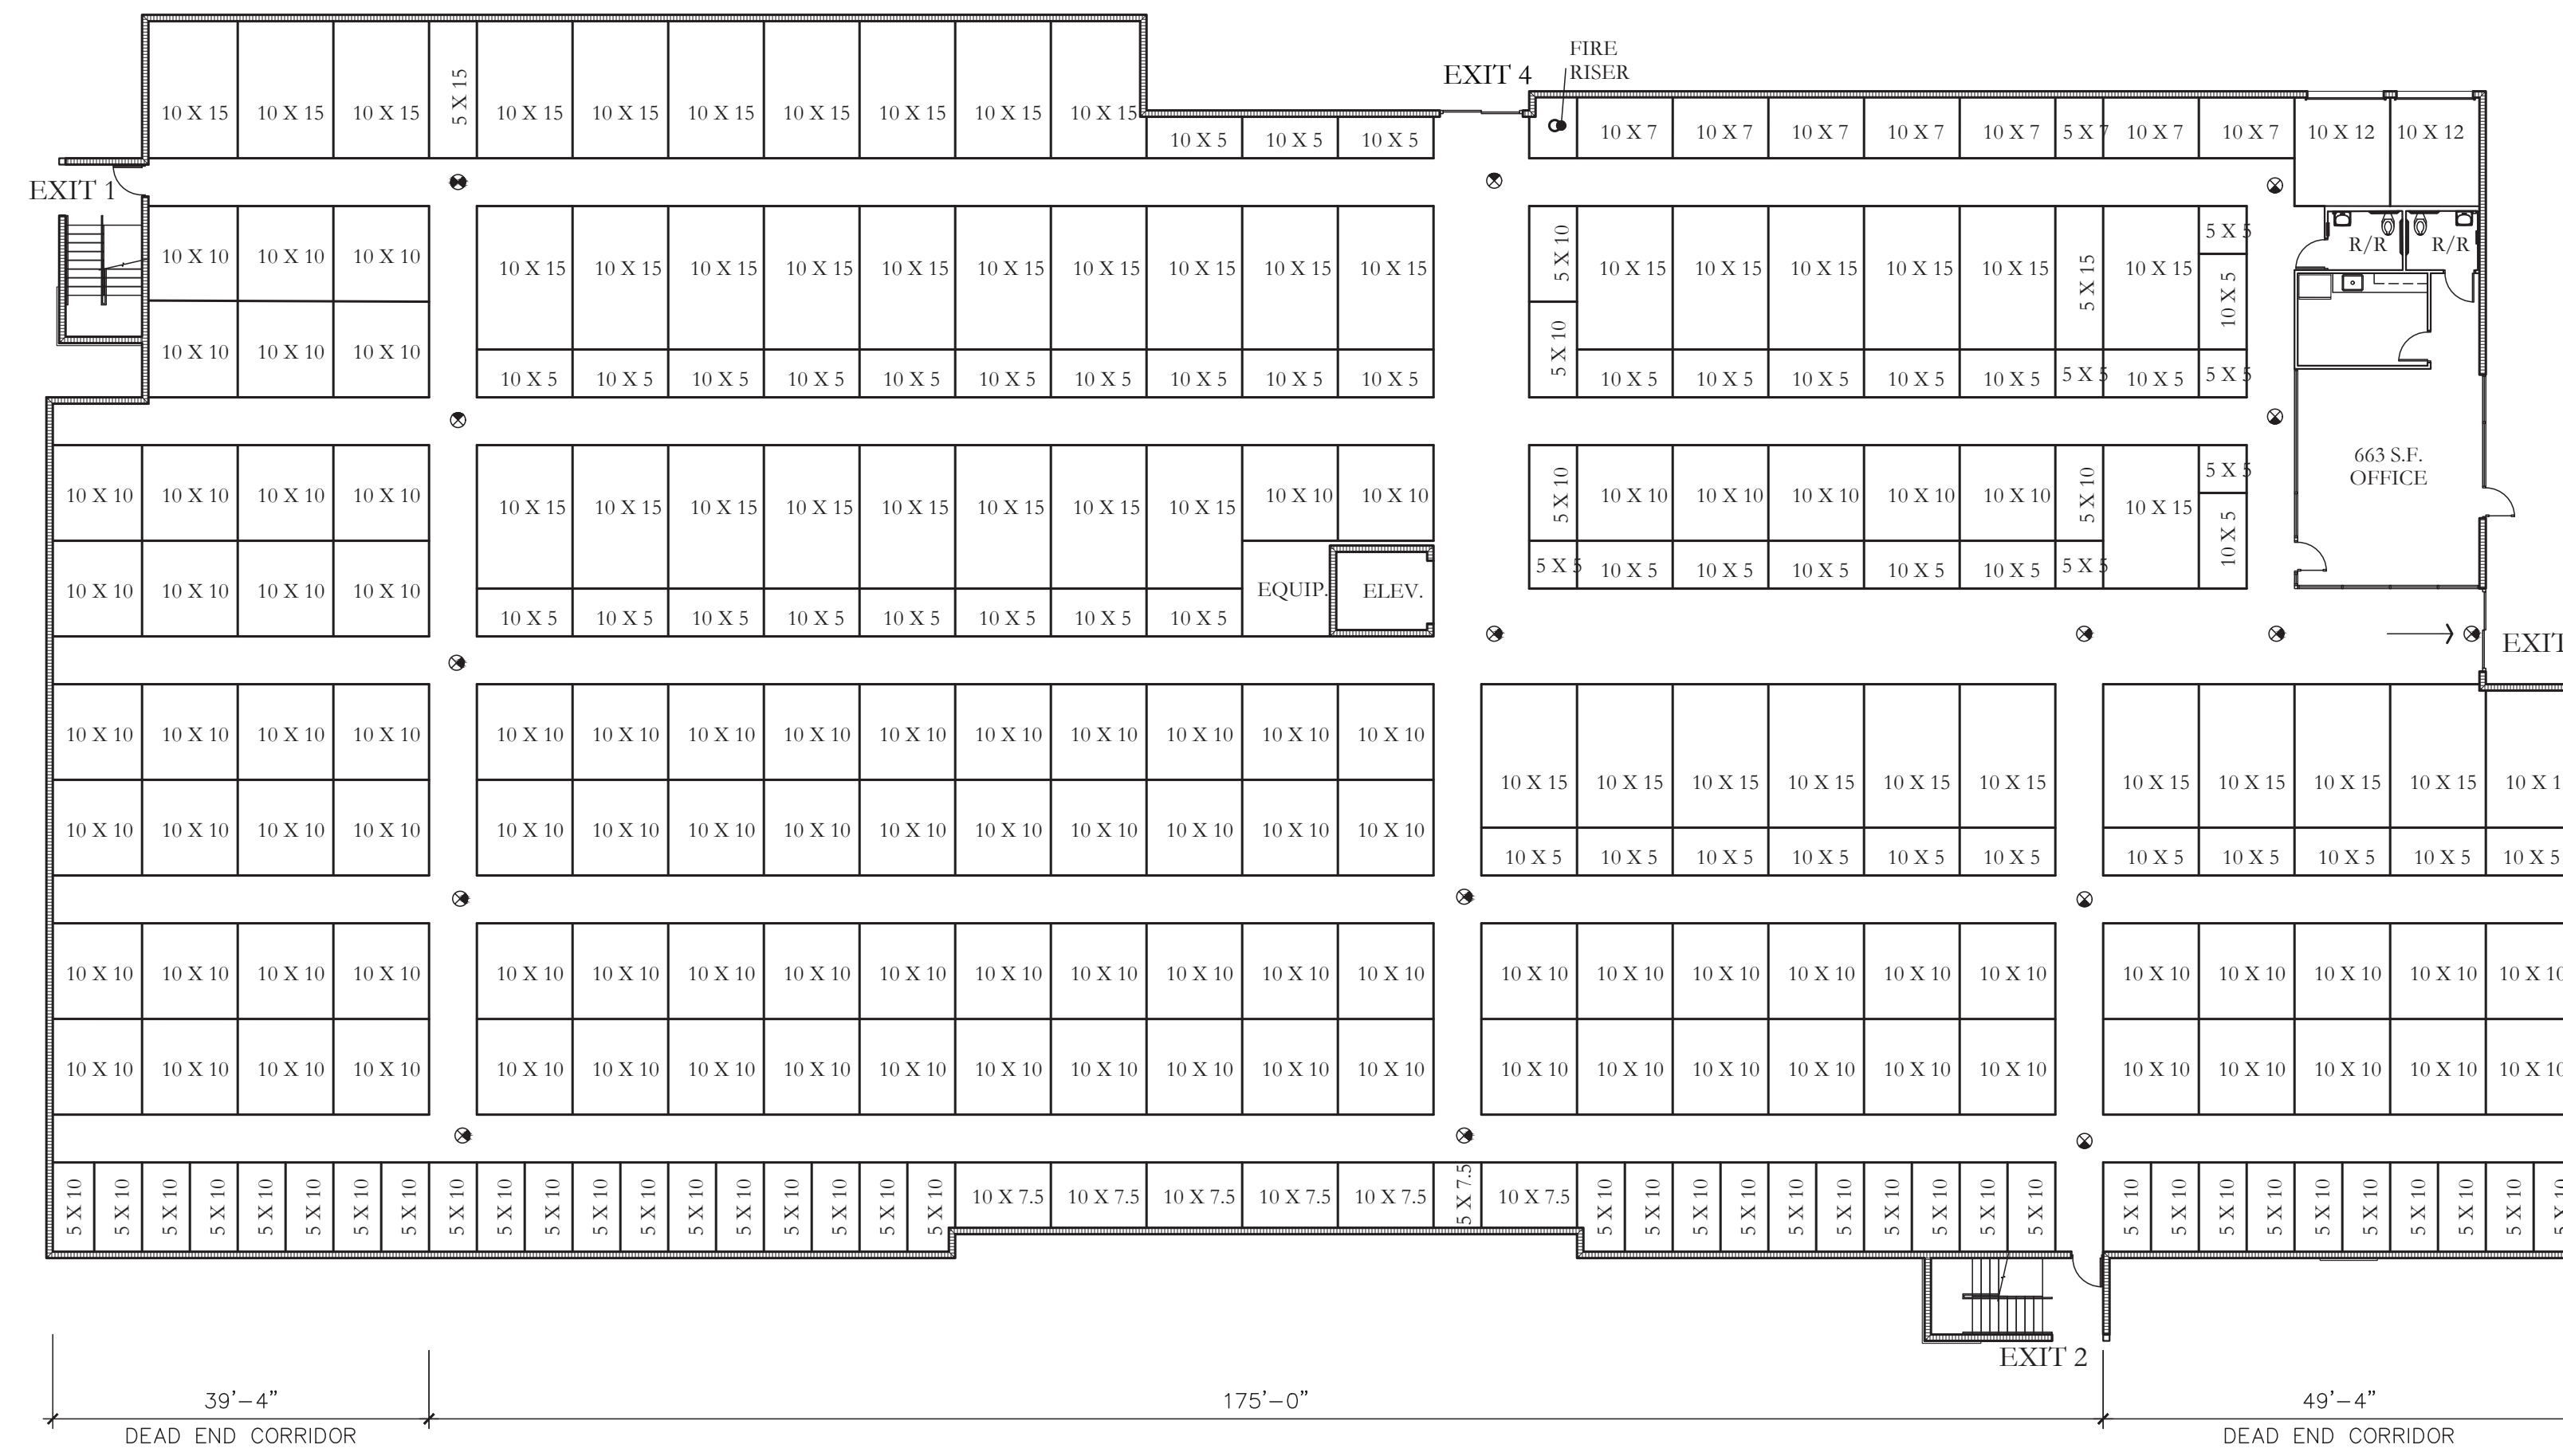 FIRE
EXIT 4 RISER
10 X 15 10 X 15 10 X 15 5 X 15 10 X 15 10 X 15 10 X 15 10 X 15 10 X 15 10 X 15 10 X 15
10 X 5 10 X 5 10 X 5
10 X 7 10 X 7 10 X 7 10 X 7 10 X 7 5 X 7 10 X 7 10 X 7 10 X 12 10 X 12
EXIT 1
10 X 10 10 X 10 10 X 10
10 X 15 10 X 15 10 X 15 10 X 15 10 X 15 10 X 15 10 X 15 10 X 15 10 X 15 10 X 15
5 X 10 10 X 15 10 X 15 10 X 15 10 X 15 10 X 15 5 X 15 10 X 15 5 X 5 10 X 5
R/R R/R
10 X 10 10 X 10 10 X 10
10 X 5 10 X 5 10 X 5 10 X 5 10 X 5 10 X 5 10 X 5 10 X 5 10 X 5 10 X 5
5 X 10 10 X 5 10 X 5 10 X 5 10 X 5 10 X 5 5 X 5 10 X 5 5 X 5
663 S.F.
OFFICE
10 X 10 10 X 10 10 X 10 10 X 10
10 X 15 10 X 15 10 X 15 10 X 15 10 X 15 10 X 15 10 X 15 10 X 15 10 X 10 10 X 10
5 X 10 10 X 10 10 X 10 10 X 10 10 X 10 10 X 10 5 X 10 10 X 15 5 X 5 10 X 5
10 X 10 10 X 10 10 X 10 10 X 10
EQUIP. ELEV.
5 X 5 10 X 5 10 X 5 10 X 5 10 X 5 10 X 5 5 X 5
10 X 5 10 X 5 10 X 5 10 X 5 10 X 5 10 X 5 10 X 5 10 X 5
EXIT
10 X 10 10 X 10 10 X 10 10 X 10 10 X 10 10 X 10 10 X 10 10 X 10 10 X 10 10 X 10 10 X 10 10 X 10 10 X 10 10 X 10
10 X 15 10 X 15 10 X 15 10 X 15 10 X 15 10 X 15 10 X 15 10 X 15 10 X 15 10 X 15 10 X 1
10 X 10 10 X 10 10 X 10 10 X 10 10 X 10 10 X 10 10 X 10 10 X 10 10 X 10 10 X 10 10 X 10 10 X 10 10 X 10 10 X 10
10 X 5 10 X 5 10 X 5 10 X 5 10 X 5 10 X 5 10 X 5 10 X 5 10 X 5 10 X 5 10 X 5
10 X 10 10 X 10 10 X 10 10 X 10 10 X 10 10 X 10 10 X 10 10 X 10 10 X 10 10 X 10 10 X 10 10 X 10 10 X 10 10 X 10 10 X 10 10 X 10 10 X 10 10 X 10 10 X 10 10 X 10 10 X 10 10 X 10 10 X 10 10 X 10 10 X 10
10 X 10 10 X 10 10 X 10 10 X 10 10 X 10 10 X 10 10 X 10 10 X 10 10 X 10 10 X 10 10 X 10 10 X 10 10 X 10 10 X 10 10 X 10 10 X 10 10 X 10 10 X 10 10 X 10 10 X 10 10 X 10 10 X 10 10 X 10 10 X 10 10 X 10
5 X 10 5 X 10 5 X 10 5 X 10 5 X 10 5 X 10 5 X 10 5 X 10 5 X 10 5 X 10 5 X 10 5 X 10 5 X 10 5 X 10 5 X 10 5 X 10 5 X 10 5 X 10 5 X 10 10 X 7.5 10 X 7.5 10 X 7.5 10 X 7.5 10 X 7.5 5 X 7.5 10 X 7.5 5 X 10 5 X 10 5 X 10 5 X 10 5 X 10 5 X 10 5 X 10 5 X 10 5 X 10 5 X 10 5 X 10 5 X 10 5 X 10 5 X 10 5 X 10 5 X 10 5 X 10 5 X 10 5 X 10
EXIT 2
39'-4" 175'-0" 49'-4"
DEAD END CORRIDOR DEAD END CORRIDOR